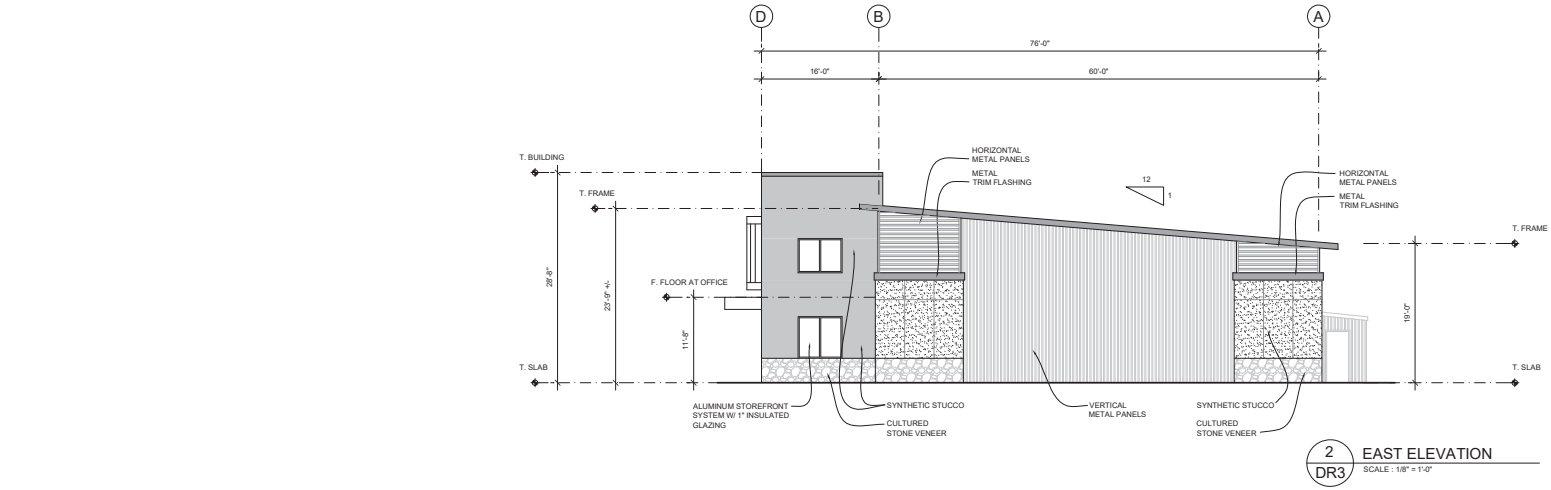 D
B
A
76'-0"
16'-0"
60'-0"
T. BUILDING
HORIZONTAL
METAL PANELS
METAL
TRIM FLASHING
12
1
HORIZONTAL
METAL PANELS
METAL
TRIM FLASHING
T. FRAME
T. FRAME
F. FLOOR AT OFFICE
28'-8"
23'-9" +/-
11'-8"
19'-0"
T. SLAB
T. SLAB
ALUMINUM STOREFRONT
SYSTEM W/ 1" INSULATED
GLAZING
SYNTHETIC STUCCO
CULTURED
STONE VENEER
VERTICAL
METAL PANELS
SYNTHETIC STUCCO
CULTURED
STONE VENEER
2
DR3
EAST ELEVATION
SCALE : 1/8" = 1'-0"